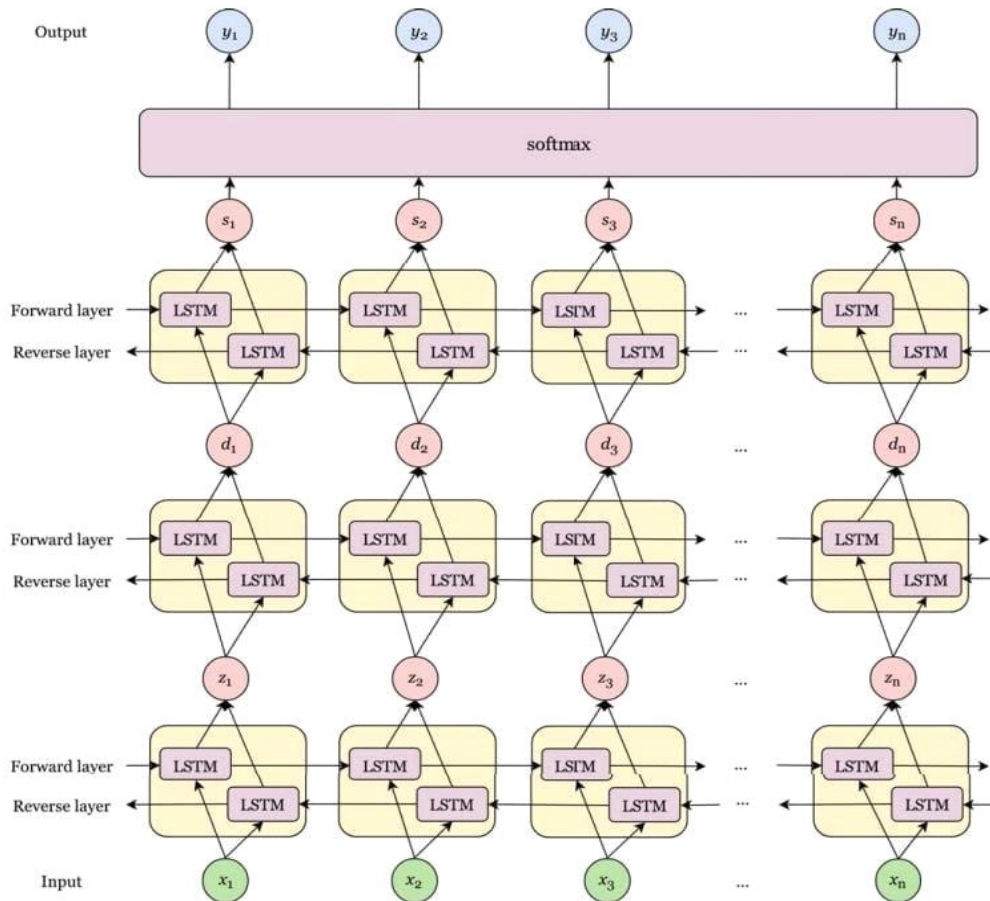 Output y₁ y₂ y₃ yₙ
softmax
s₁ s₂ s₃ sₙ
Forward layer LSTM LSTM LSTM ... LSTM
Reverse layer LSTM LSTM LSTM ... LSTM
d₁ d₂ d₃ ... dₙ
Forward layer LSTM LSTM LSTM ... LSTM
Reverse layer LSTM LSTM LSTM ... LSTM
z₁ z₂ z₃ ... zₙ
Forward layer LSTM LSTM LSTM ... LSTM
Reverse layer LSTM LSTM LSTM ... LSTM
Input x₁ x₂ x₃ ... xₙ